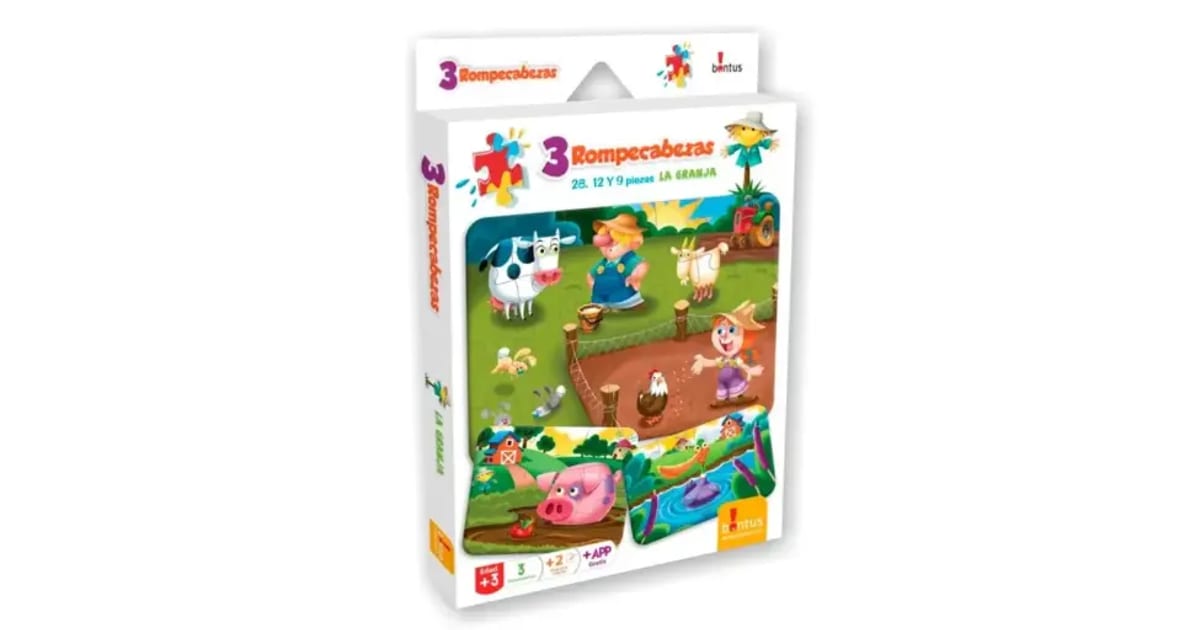 3 Rompecabezas
bontus
3 Rompecabezas
28, 12 Y 9 piezas LA GRANJA
3 Rompecabezas
LA GRANJA
bontus
Edad
+3
3
+2
+APP
Gratis